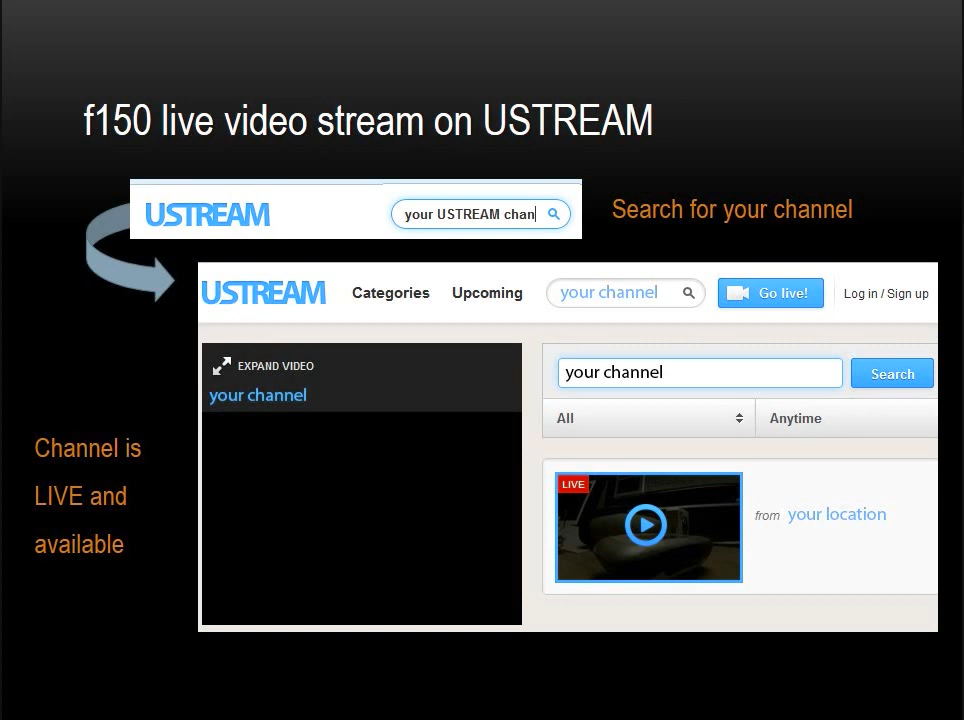 f150 live video stream on USTREAM
USTREAM
your USTREAM chan
Search for your channel
USTREAM Categories Upcoming your channel Go live! Log in / Sign up
EXPAND VIDEO
your channel
your channel Search
All Anytime
LIVE
from your location
Channel is
LIVE and
available